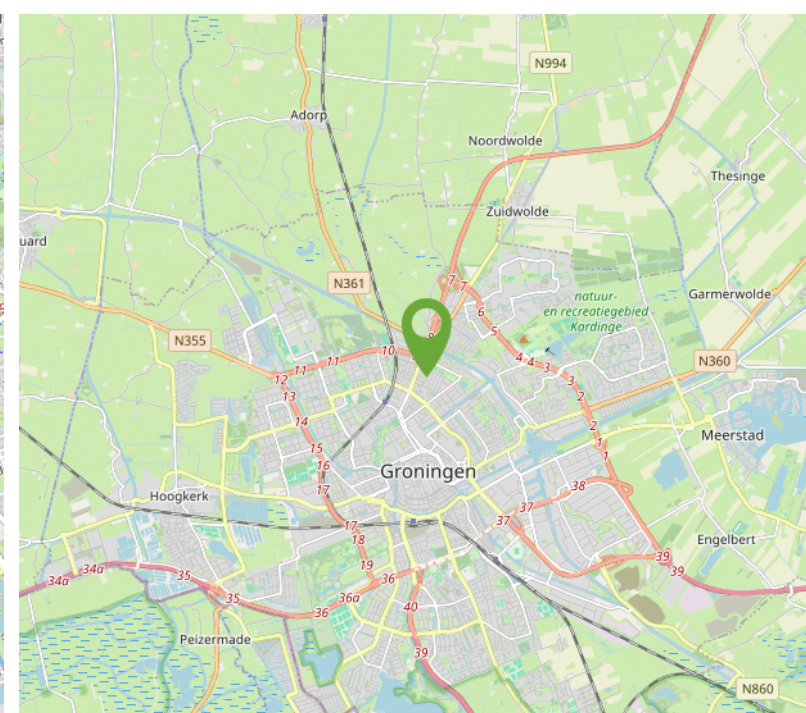 N994
Adorp
Noordwolde
Thesinge
Zuidwolde
uard
7
7
N361
natuur-
en recreatiegebied
Kardinge
Garmerwolde
6
5
N355
10
11
11
4
4
3
3
N360
12
13
2
14
2
Meerstad
15
1
1
16
Groningen
17
38
Hoogkerk
37
37
17
18
Engelbert
39
39
19
34a
34a
35
36
35
36a
36
40
Peizermade
39
N860